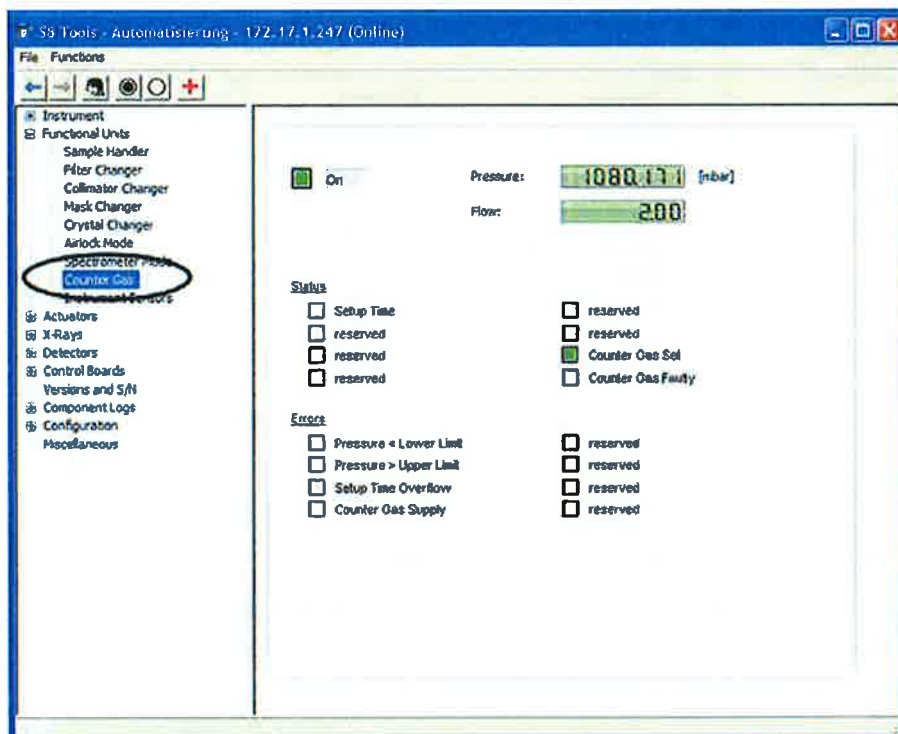 S8 Tools - Automatisierung - 172.17.1.247 (Online)
File Functions
Instrument
Functional Units
Sample Handler
Filter Changer
Collimator Changer
Mask Changer
Crystal Changer
Airlock Mode
Spectrometer Mode
Counter Gas
Instrument Sensors
Actuators
X-Rays
Detectors
Control Boards
Versions and S/N
Component Logs
Configuration
Miscellaneous
On
Pressure: 1080.171 [mbar]
Flow: 2.00
Status
Setup Time reserved
reserved reserved
reserved Counter Gas Sel
reserved Counter Gas Faulty
Errors
Pressure < Lower Limit reserved
Pressure > Upper Limit reserved
Setup Time Overflow reserved
Counter Gas Supply reserved